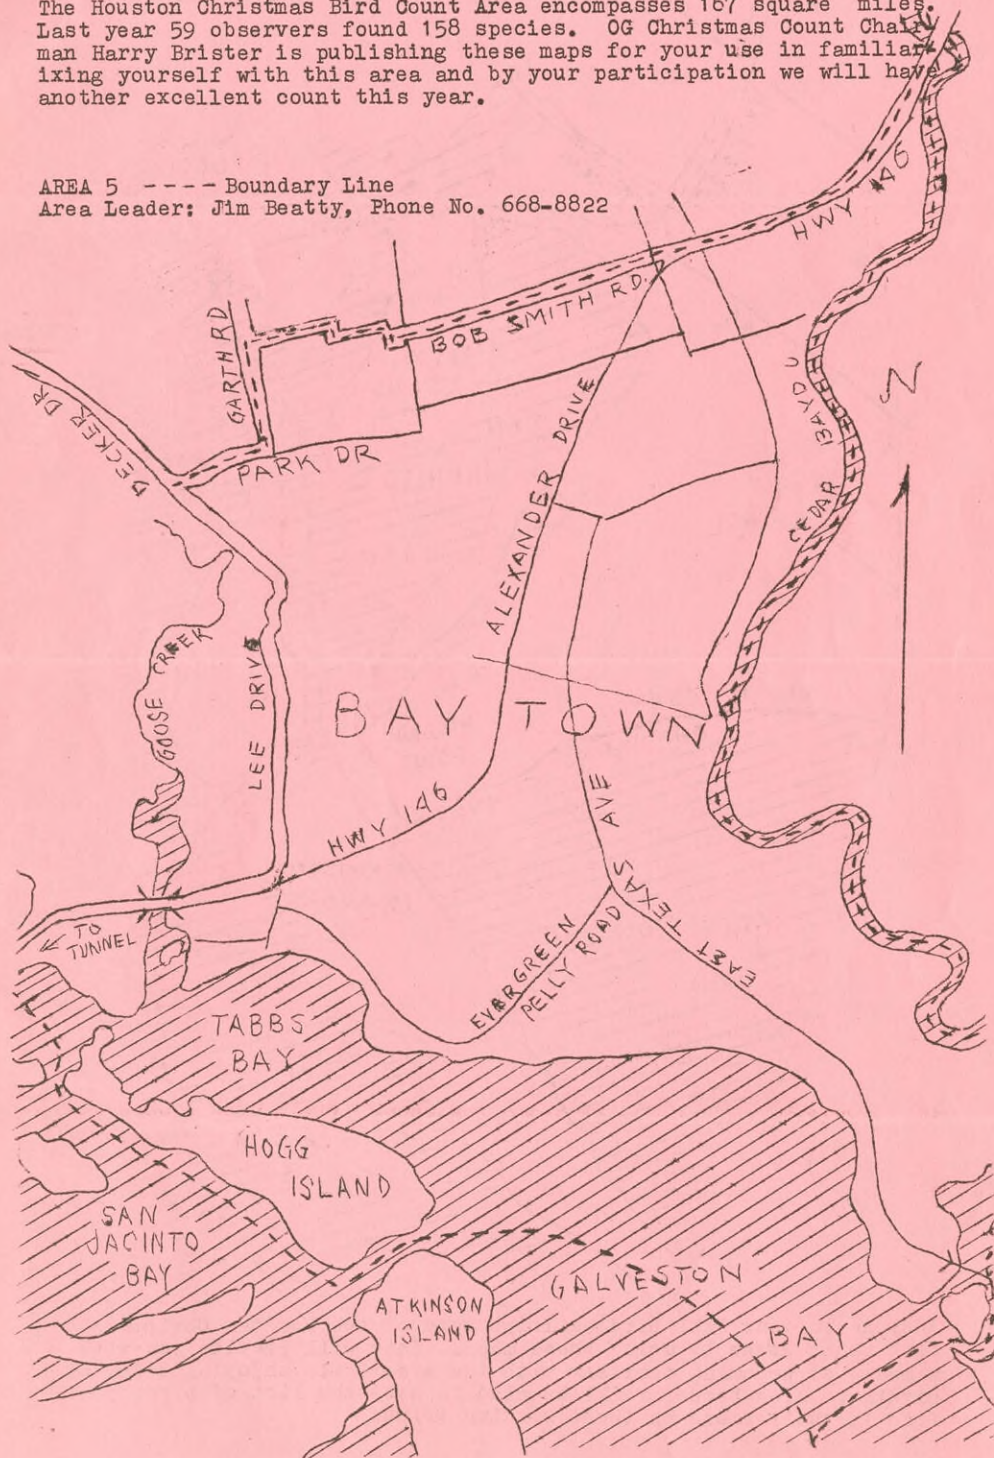 The Houston Christmas Bird Count Area encompasses 167 square miles.
Last year 59 observers found 158 species. OG Christmas Count Chair-
man Harry Brister is publishing these maps for your use in familiar-
ixing yourself with this area and by your participation we will have
another excellent count this year.
AREA 5 ---- Boundary Line
Area Leader: Jim Beatty, Phone No. 668-8822
HWY 146
GARTH RD
BOB SMITH RD.
DECKER DR
PARK DR
ALEXANDER DRIVE
CEDAR BAYOU
N
GOOSE CREEK
LEE DRIVE
BAYTOWN
HWY 146
EAST TEXAS AVE
← TO
TUNNEL
EVERGREEN
PELLY ROAD
TABBS
BAY
HOGG
ISLAND
SAN
JACINTO
BAY
GALVESTON
BAY
ATKINSON
ISLAND